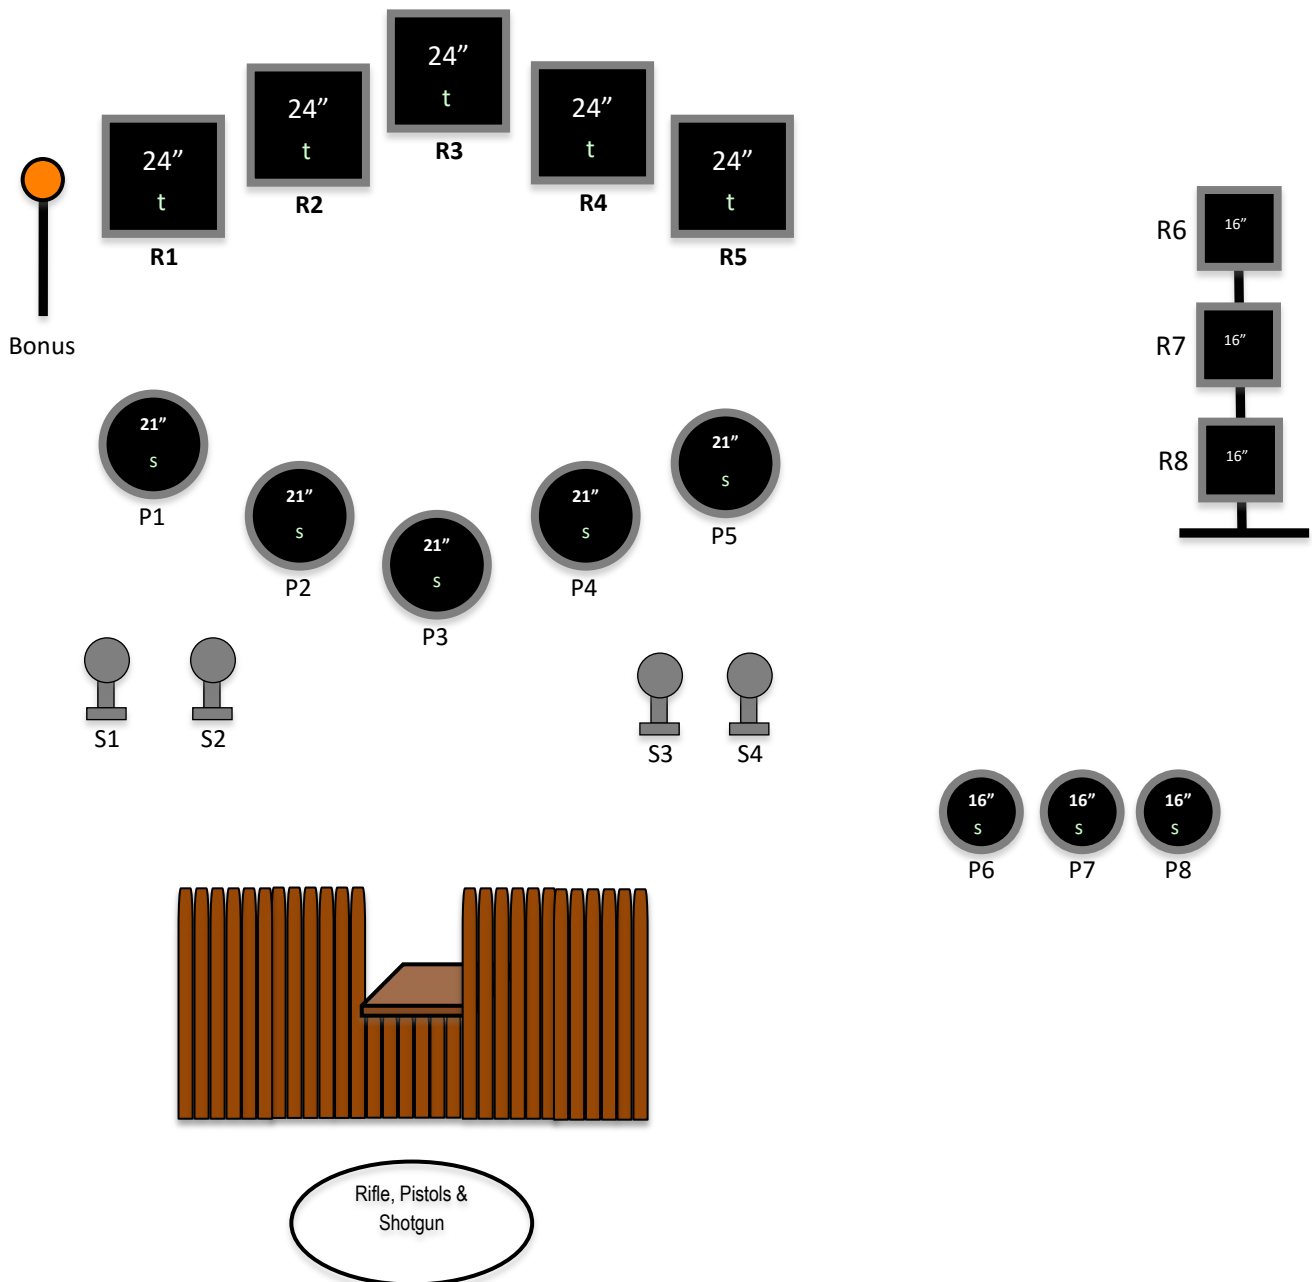 24”
t
R3
24”
t
R2
24”
t
R4
24”
t
R1
24”
t
R5
Bonus
R6
16”
R7
16”
R8
16”
21”
s
P1
21”
s
P2
21”
s
P3
21”
s
P4
21”
s
P5
S1
S2
S3
S4
16”
s
P6
16”
s
P7
16”
s
P8
Rifle, Pistols &
Shotgun